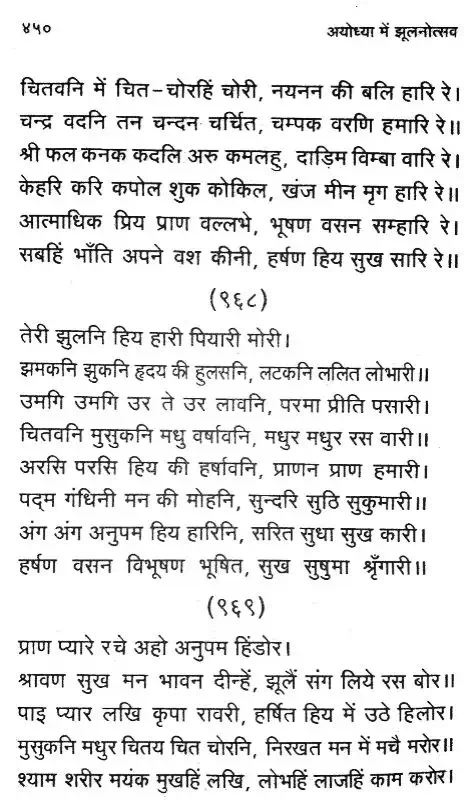 ४५० अयोध्या में झूलनोत्सव
चितवनि में चित-चोरहिं चोरी, नयनन की बलि हारि रे।
चन्द्र वदनि तन चन्दन चर्चित, चम्पक वरणि हमारि रे॥
श्री फल कनक कदलि अरु कमलहु, दाड़िम विम्बा वारि रे।
केहरि करि कपोल शुक कोकिल, खंज मीन मृग हारि रे॥
आत्माधिक प्रिय प्राण वल्लभे, भूषण वसन सम्हारि रे।
सबहिं भाँति अपने वश कीनी, हर्षण हिय सुख सारि रे॥
(९६८)
तेरी झुलनि हिय हारी पियारी मोरी।
झमकनि झुकनि हृदय की हुलसनि, लटकनि ललित लोभारी॥
उमगि उमगि उर ते उर लावनि, परमा प्रीति पसारी।
चितवनि मुसुकनि मधु वर्षावनि, मधुर मधुर रस वारी॥
अरसि परसि हिय की हर्षावनि, प्राणन प्राण हमारी।
पद्म गंधिनी मन की मोहनि, सुन्दरि सुठि सुकुमारी॥
अंग अंग अनुपम हिय हारिनि, सरित सुधा सुख कारी।
हर्षण वसन विभूषण भूषित, सुख सुषुमा श्रृँगारी॥
(९६९)
प्राण प्यारे रचे अहो अनुपम हिंडोर।
श्रावण सुख मन भावन दीन्हें, झूलैं संग लिये रस बोर॥
पाइ प्यार लखि कृपा रावरी, हर्षित हिय में उठे हिलोर।
मुसुकनि मधुर चितय चित चोरनि, निरखत मन में मचै मरोर॥
श्याम शरीर मयंक मुखहिं लखि, लोभहिं लाजहिं काम करोर।